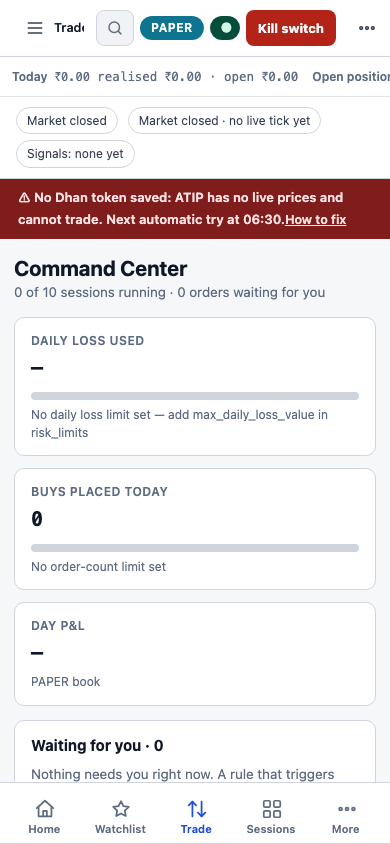 Trade PAPER Kill switch
Today ₹0.00 realised ₹0.00 · open ₹0.00 Open position
Market closed
Market closed · no live tick yet
Signals: none yet
⚠ No Dhan token saved: ATIP has no live prices and
cannot trade. Next automatic try at 06:30.How to fix
Command Center
0 of 10 sessions running · 0 orders waiting for you
DAILY LOSS USED
—
No daily loss limit set — add max_daily_loss_value in
risk_limits
BUYS PLACED TODAY
0
No order-count limit set
DAY P&L
—
PAPER book
Waiting for you · 0
Nothing needs you right now. A rule that triggers
Home Watchlist Trade Sessions More